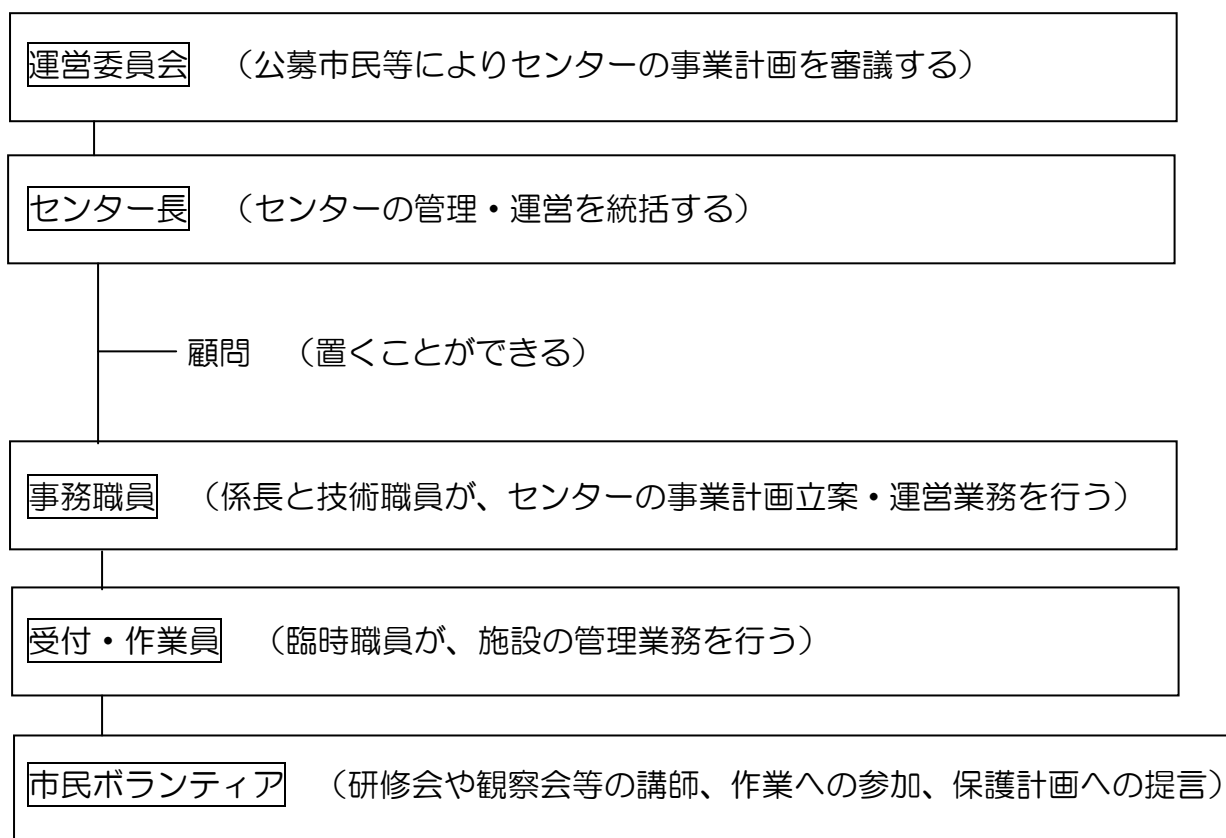 運営委員会　（公募市民等によりセンターの事業計画を審議する）
センター長　（センターの管理・運営を統括する）
顧問　（置くことができる）
事務職員　（係長と技術職員が、センターの事業計画立案・運営業務を行う）
受付・作業員　（臨時職員が、施設の管理業務を行う）
市民ボランティア　（研修会や観察会等の講師、作業への参加、保護計画への提言）